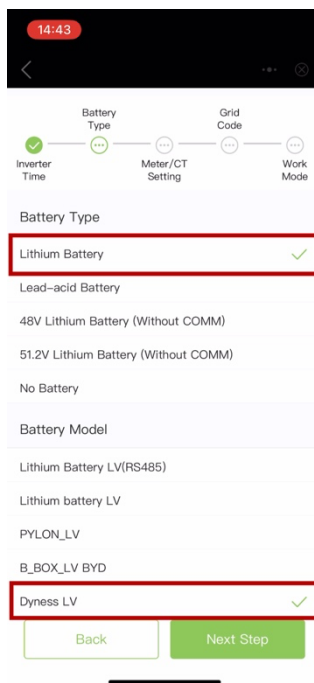 14:43
Battery
Type
Grid
Code
Inverter
Time
Meter/CT
Setting
Work
Mode
Battery Type
Lithium Battery
Lead-acid Battery
48V Lithium Battery (Without COMM)
51.2V Lithium Battery (Without COMM)
No Battery
Battery Model
Lithium Battery LV(RS485)
Lithium battery LV
PYLON_LV
B_BOX_LV BYD
Dyness LV
Back
Next Step